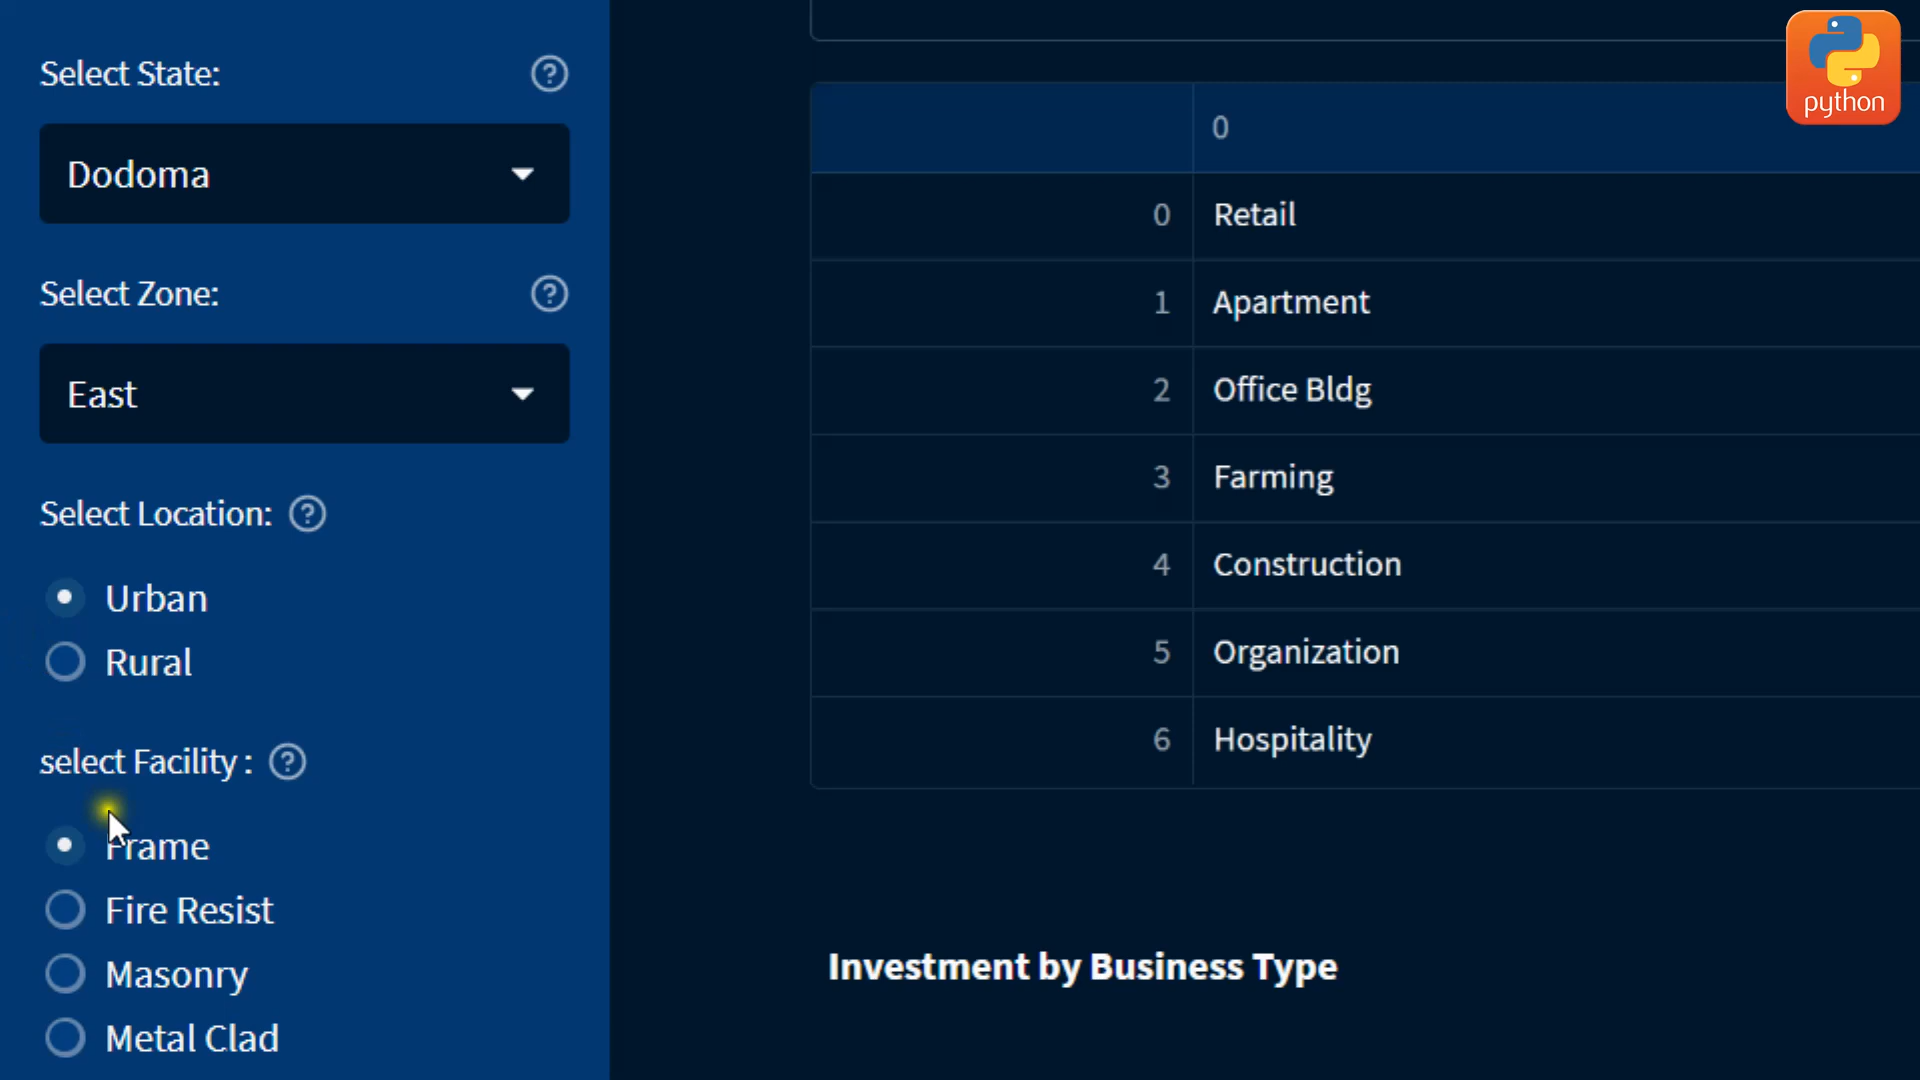 Select State:
Dodoma
Select Zone:
East
Select Location:
Urban
Rural
select Facility :
Frame
Fire Resist
Masonry
Metal Clad
0
0 Retail
1 Apartment
2 Office Bldg
3 Farming
4 Construction
5 Organization
6 Hospitality
Investment by Business Type
python